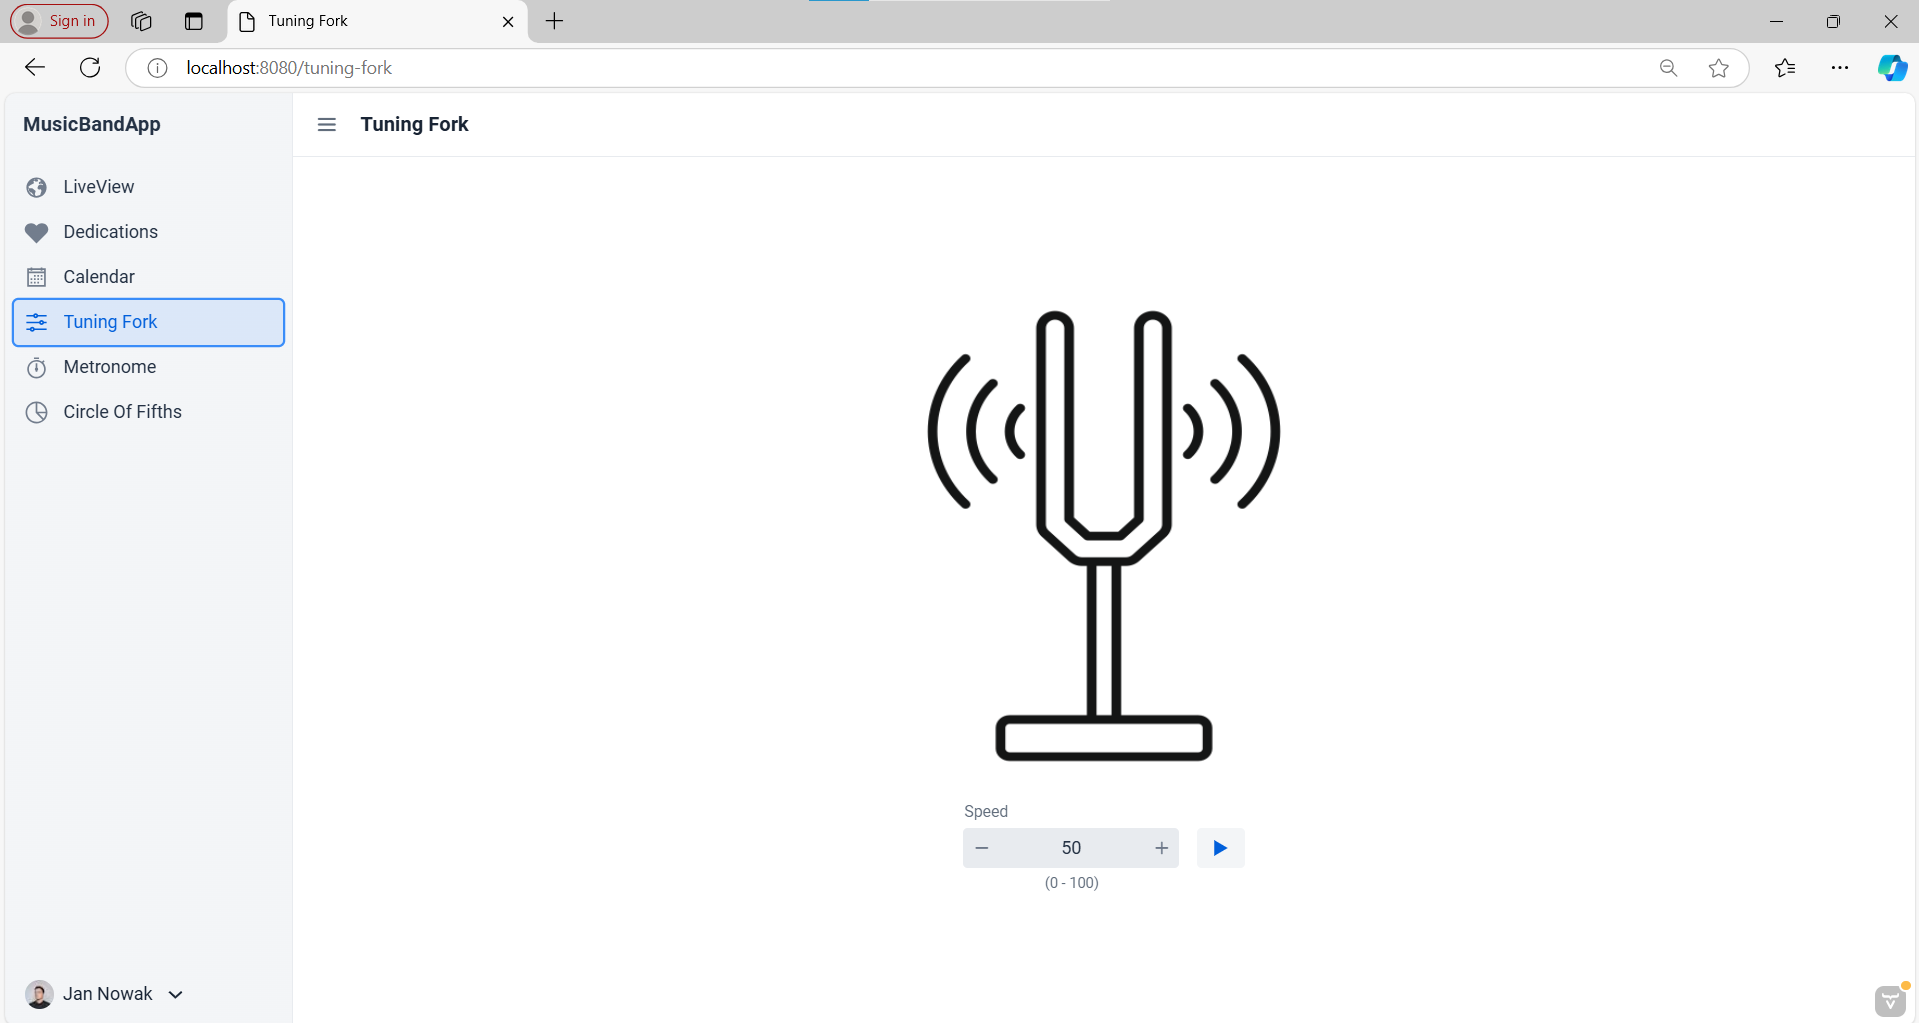 Sign in
Tuning Fork
localhost:8080/tuning-fork
MusicBandApp
Tuning Fork
LiveView
Dedications
Calendar
Tuning Fork
Metronome
Circle Of Fifths
Speed
50
(0 - 100)
Jan Nowak